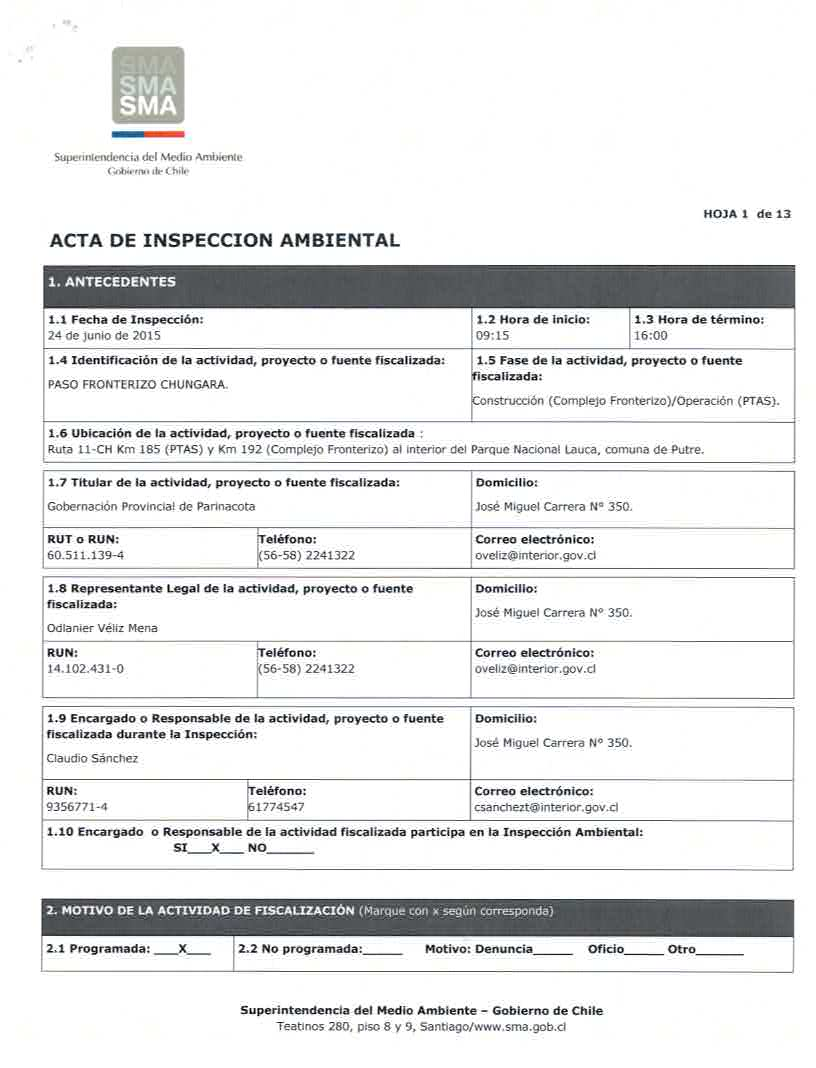 SMA
SMA
SMA
Superintendencia del Medio Ambiente
Gobierno de Chile
HOJA 1 de 13
ACTA DE INSPECCION AMBIENTAL
1. ANTECEDENTES
1.1 Fecha de Inspección:
24 de junio de 2015
1.2 Hora de inicio:
09:15
1.3 Hora de término:
16:00
1.4 Identificación de la actividad, proyecto o fuente fiscalizada:
PASO FRONTERIZO CHUNGARA.
1.5 Fase de la actividad, proyecto o fuente
fiscalizada:
Construcción (Complejo Fronterizo)/Operación (PTAS).
1.6 Ubicación de la actividad, proyecto o fuente fiscalizada :
Ruta 11-CH Km 185 (PTAS) y Km 192 (Complejo Fronterizo) al interior del Parque Nacional Lauca, comuna de Putre.
1.7 Titular de la actividad, proyecto o fuente fiscalizada:
Gobernación Provincial de Parinacota
Domicilio:
José Miguel Carrera Nº 350.
RUT o RUN:
60.511.139-4
Teléfono:
(56-58) 2241322
Correo electrónico:
oveliz@interior.gov.cl
1.8 Representante Legal de la actividad, proyecto o fuente
fiscalizada:
Odlanier Véliz Mena
Domicilio:
José Miguel Carrera Nº 350.
RUN:
14.102.431-0
Teléfono:
(56-58) 2241322
Correo electrónico:
oveliz@interior.gov.cl
1.9 Encargado o Responsable de la actividad, proyecto o fuente
fiscalizada durante la Inspección:
Claudio Sánchez
Domicilio:
José Miguel Carrera Nº 350.
RUN:
9356771-4
Teléfono:
61774547
Correo electrónico:
csanchezt@interior.gov.cl
1.10 Encargado o Responsable de la actividad fiscalizada participa en la Inspección Ambiental:
SI___X___ NO______
2. MOTIVO DE LA ACTIVIDAD DE FISCALIZACIÓN (Marque con x según corresponda)
2.1 Programada: ___X___
2.2 No programada:_____ Motivo: Denuncia_____ Oficio_____ Otro______
Superintendencia del Medio Ambiente – Gobierno de Chile
Teatinos 280, piso 8 y 9, Santiago/www.sma.gob.cl